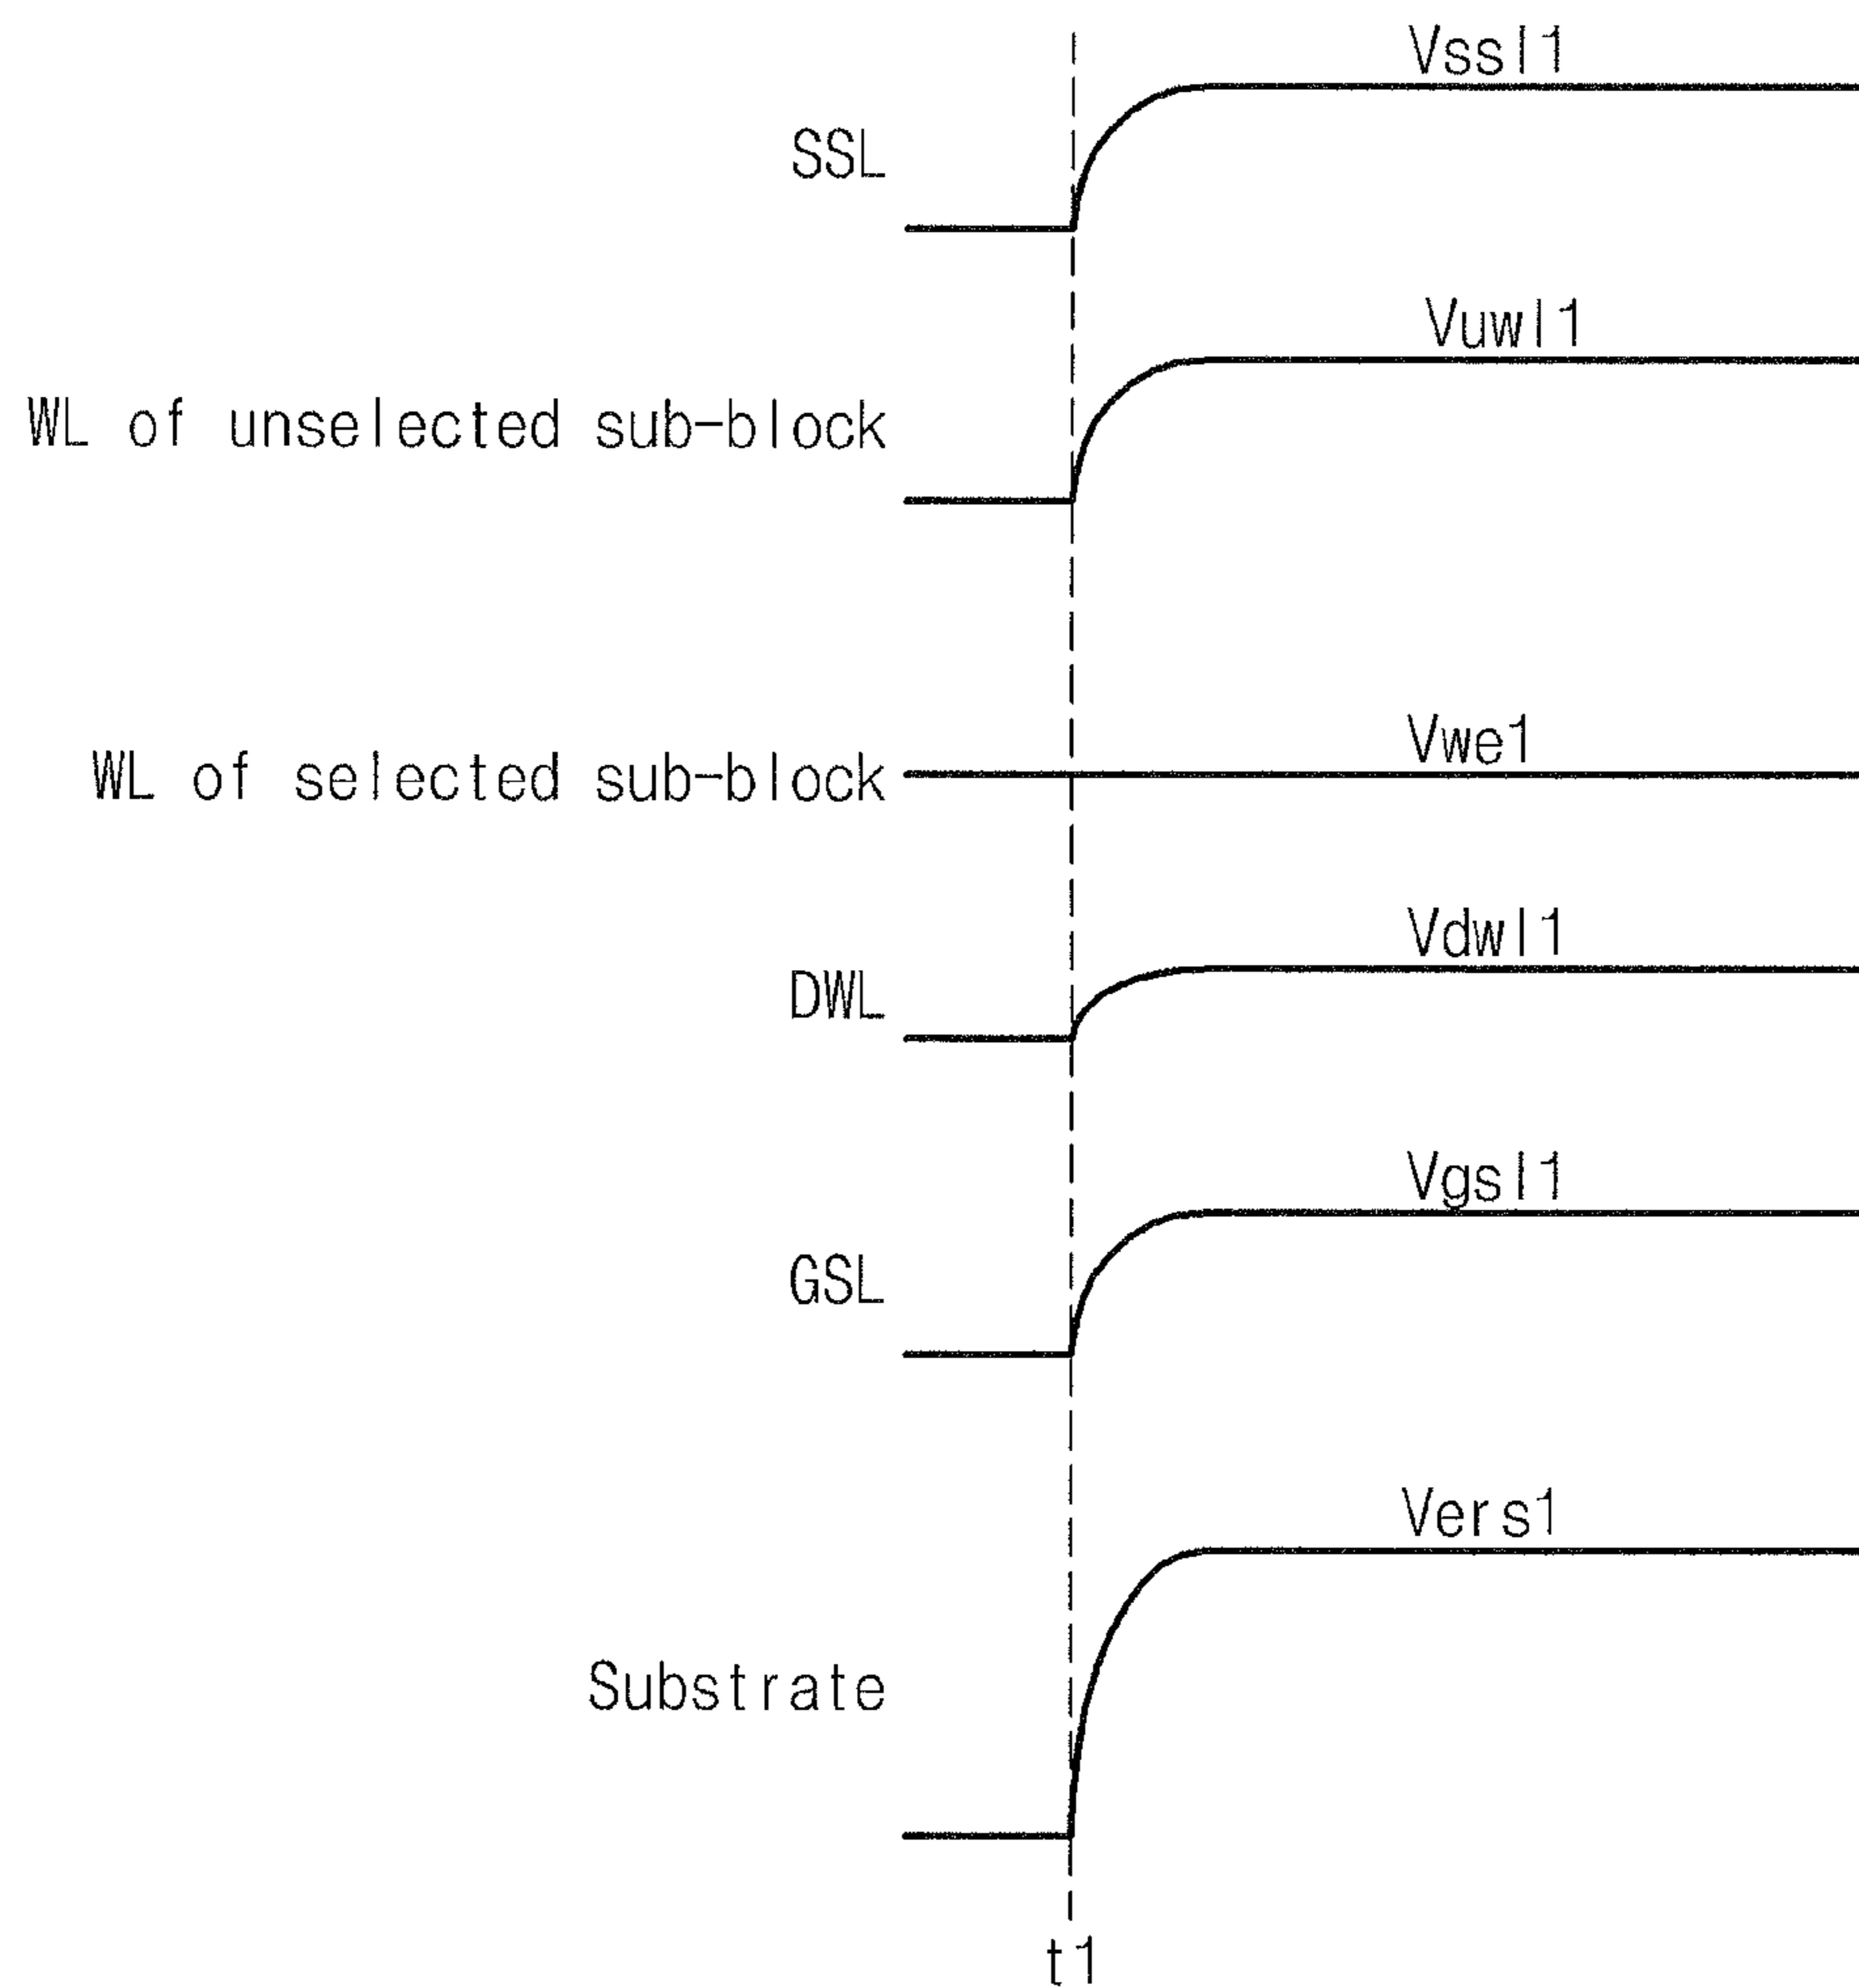 Vssl1
SSL
Vuwl1
WL of unselected sub-block
Vwe1
WL of selected sub-block
Vdwl1
DWL
Vgsl1
GSL
Vers1
Substrate
t1